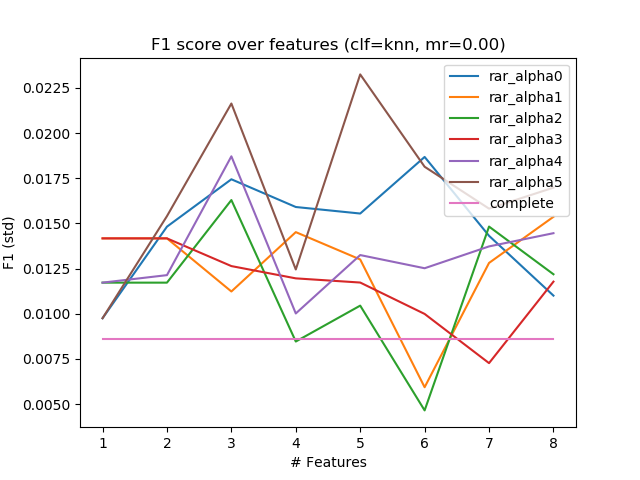 F1 score over features (clf=knn, mr=0.00)
F1 (std)
0.0225
0.0200
0.0175
0.0150
0.0125
0.0100
0.0075
0.0050
rar_alpha0
rar_alpha1
rar_alpha2
rar_alpha3
rar_alpha4
rar_alpha5
complete
1 2 3 4 5 6 7 8
# Features